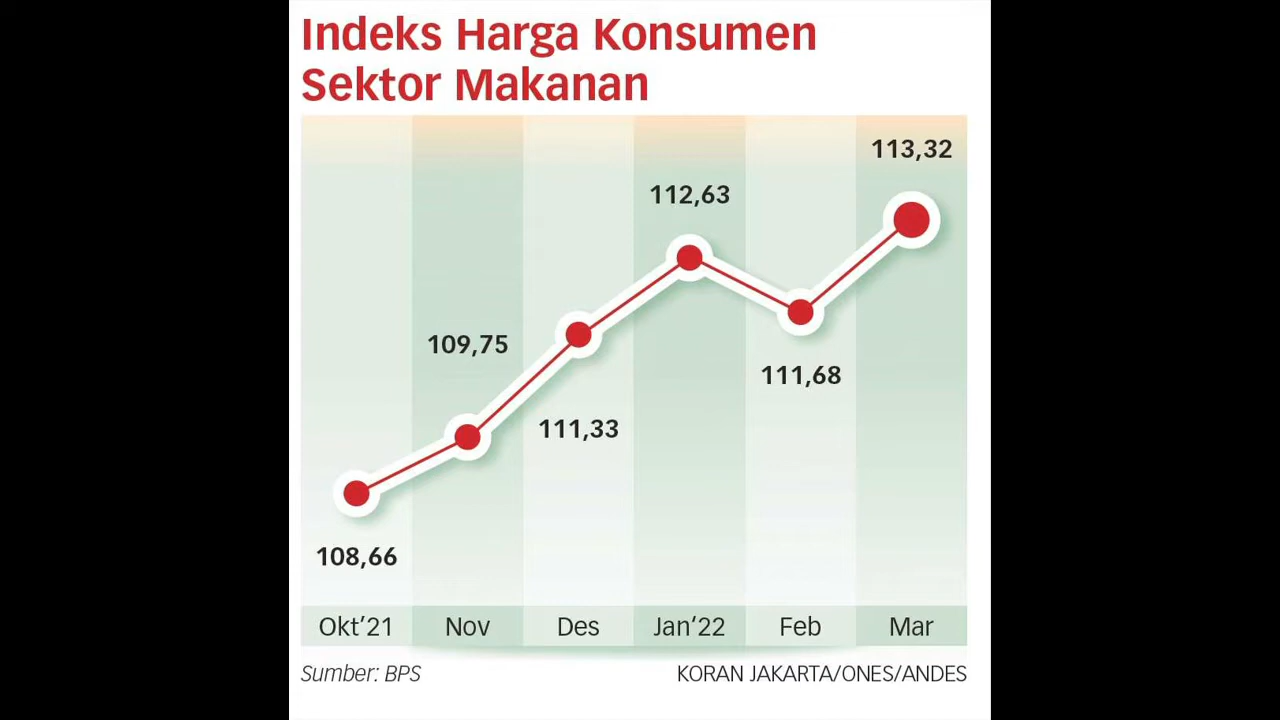 Indeks Harga Konsumen
Sektor Makanan
113,32
112,63
109,75
111,68
111,33
108,66
Okt’21 Nov Des Jan‘22 Feb Mar
Sumber: BPS KORAN JAKARTA/ONES/ANDES